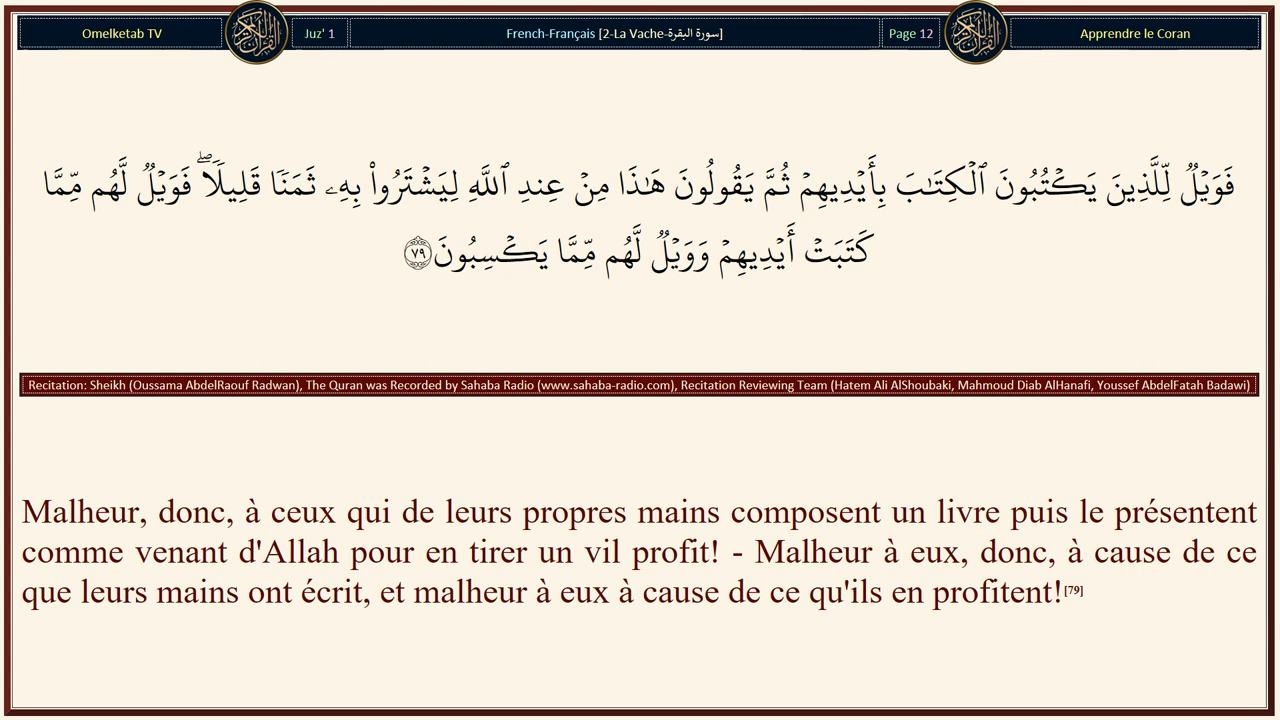 Omelketab TV
Juz' 1
French-Français [2-La Vache-سورة البقرة]
Page 12
Apprendre le Coran
فَوَيۡلٞ لِّلَّذِينَ يَكۡتُبُونَ ٱلۡكِتَٰبَ بِأَيۡدِيهِمۡ ثُمَّ يَقُولُونَ هَٰذَا مِنۡ عِندِ ٱللَّهِ لِيَشۡتَرُواْ بِهِۦ ثَمَنٗا قَلِيلٗاۖ فَوَيۡلٞ لَّهُم مِّمَّا
كَتَبَتۡ أَيۡدِيهِمۡ وَوَيۡلٞ لَّهُم مِّمَّا يَكۡسِبُونَ ٧٩
Recitation: Sheikh (Oussama AbdelRaouf Radwan), The Quran was Recorded by Sahaba Radio (www.sahaba-radio.com), Recitation Reviewing Team (Hatem Ali AlShoubaki, Mahmoud Diab AlHanafi, Youssef AbdelFatah Badawi)
Malheur, donc, à ceux qui de leurs propres mains composent un livre puis le présentent
comme venant d'Allah pour en tirer un vil profit! - Malheur à eux, donc, à cause de ce
que leurs mains ont écrit, et malheur à eux à cause de ce qu'ils en profitent![79]